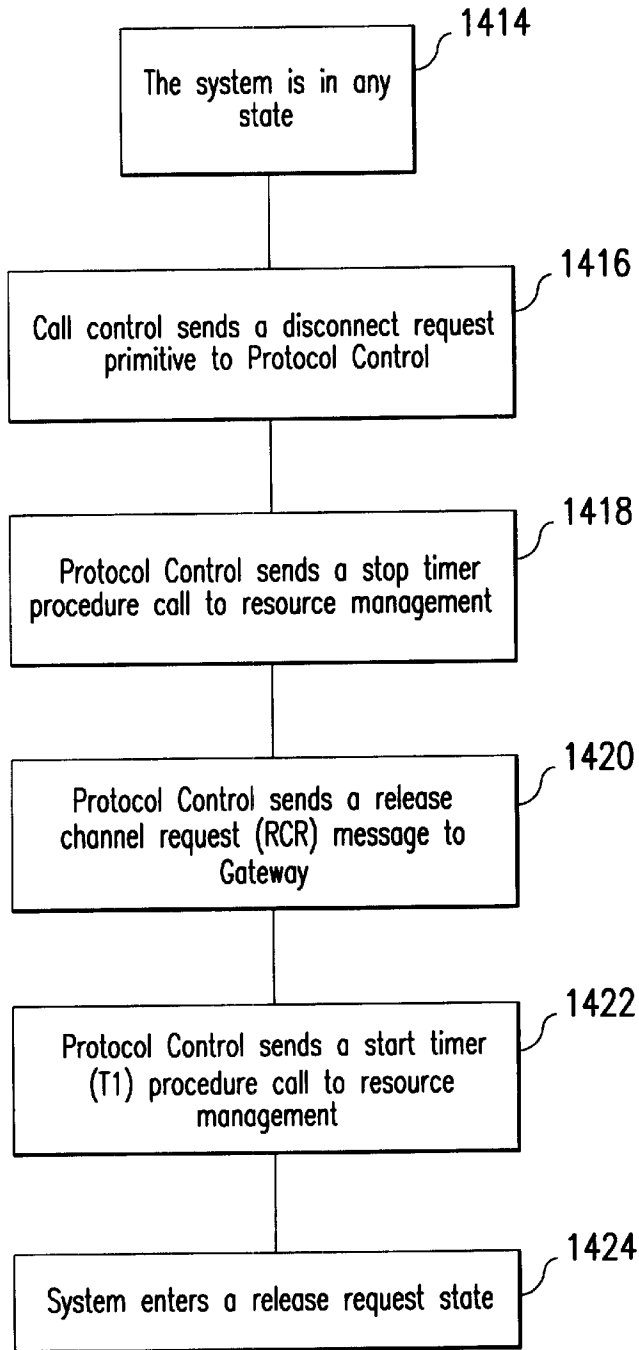 1414
The system is in any
state
1416
Call control sends a disconnect request
primitive to Protocol Control
1418
Protocol Control sends a stop timer
procedure call to resource management
1420
Protocol Control sends a release
channel request (RCR) message to
Gateway
1422
Protocol Control sends a start timer
(T1) procedure call to resource
management
1424
System enters a release request state